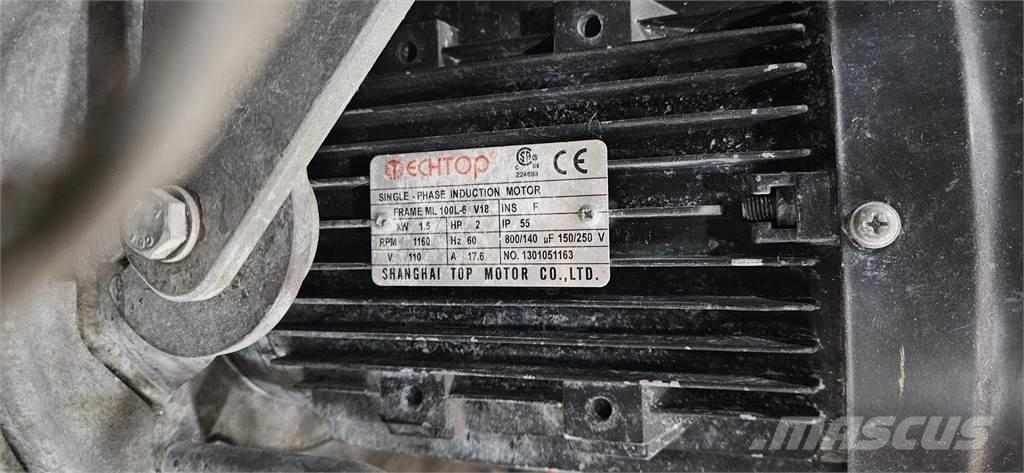 TECHTOP®
C US
224693
CE
SINGLE - PHASE INDUCTION MOTOR
FRAME ML 100L-6 V18 INS F
KW 1.5 HP 2 IP 55
RPM 1160 Hz 60 800/140 μF 150/250 V
V 110 A 17.6 NO. 1301051163
SHANGHAI TOP MOTOR CO.,LTD.
MASCUS